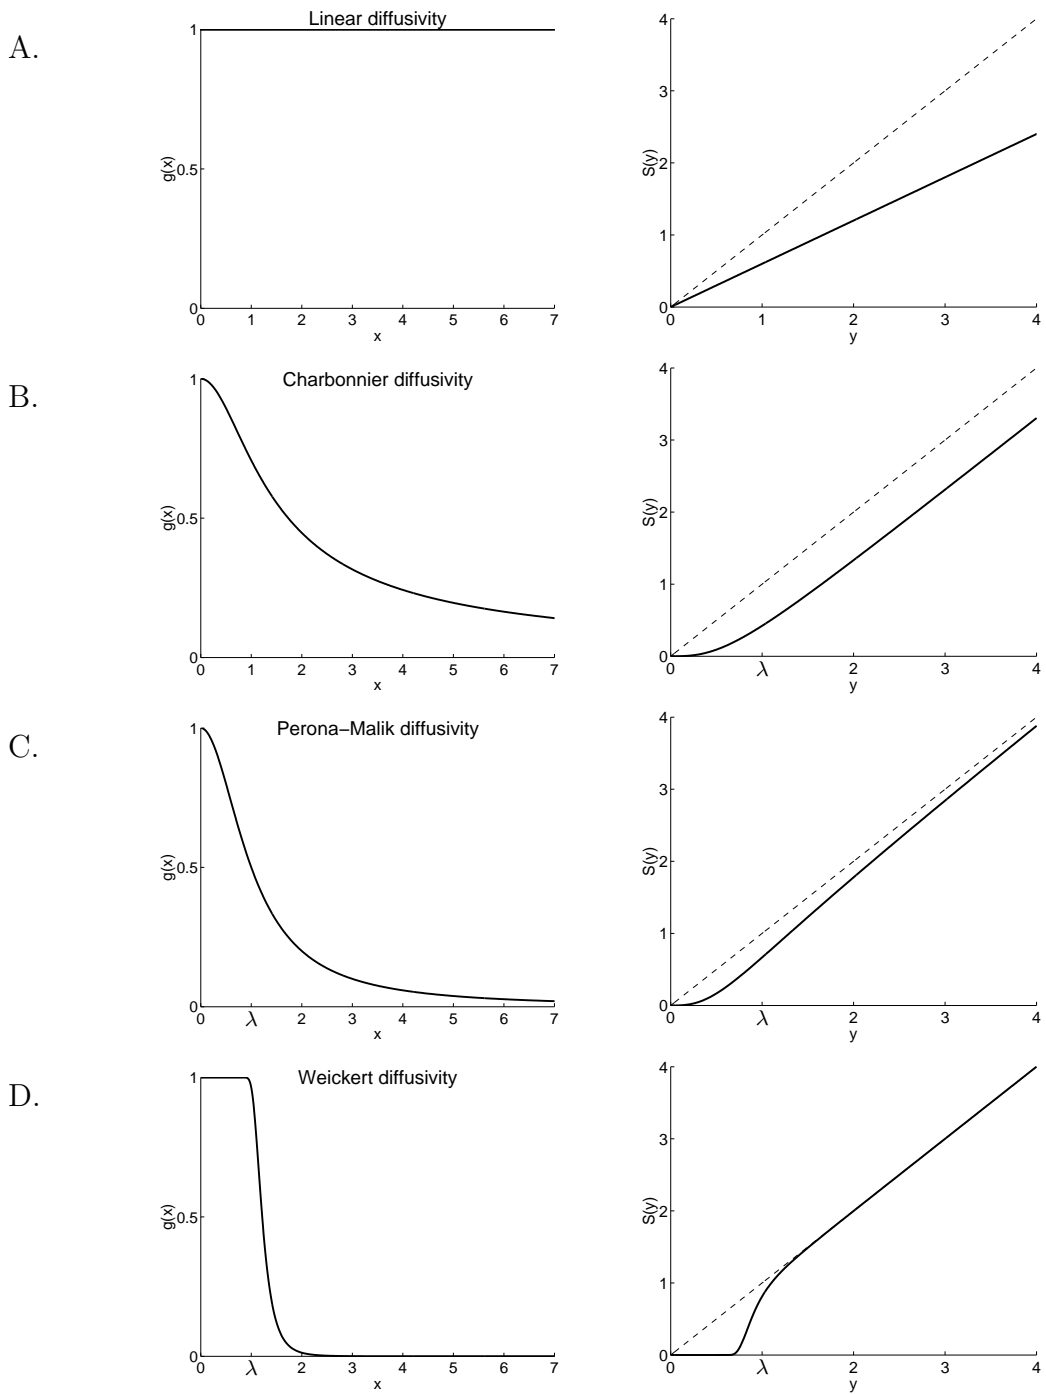 A.
Linear diffusivity
1
0.5
0
g(x)
0 1 2 3 4 5 6 7
x
4
3
2
1
0
S(y)
0 1 2 3 4
y
B.
Charbonnier diffusivity
1
0.5
0
g(x)
0 1 2 3 4 5 6 7
x
4
3
2
1
0
S(y)
0 λ 2 3 4
y
C.
Perona−Malik diffusivity
1
0.5
0
g(x)
0 λ 2 3 4 5 6 7
x
4
3
2
1
0
S(y)
0 λ 2 3 4
y
D.
Weickert diffusivity
1
0.5
0
g(x)
0 λ 2 3 4 5 6 7
x
4
3
2
1
0
S(y)
0 λ 2 3 4
y